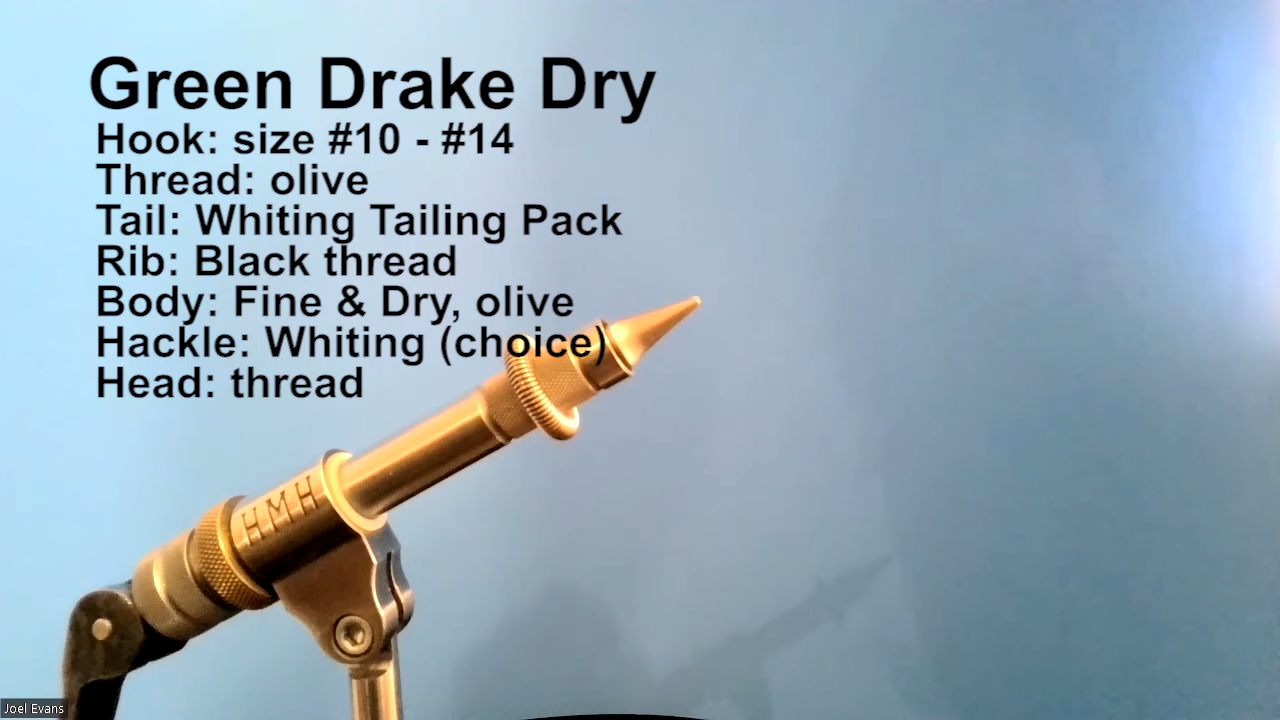 Green Drake Dry
Hook: size #10 - #14
Thread: olive
Tail: Whiting Tailing Pack
Rib: Black thread
Body: Fine & Dry, olive
Hackle: Whiting (choice)
Head: thread
HMH
Joel Evans